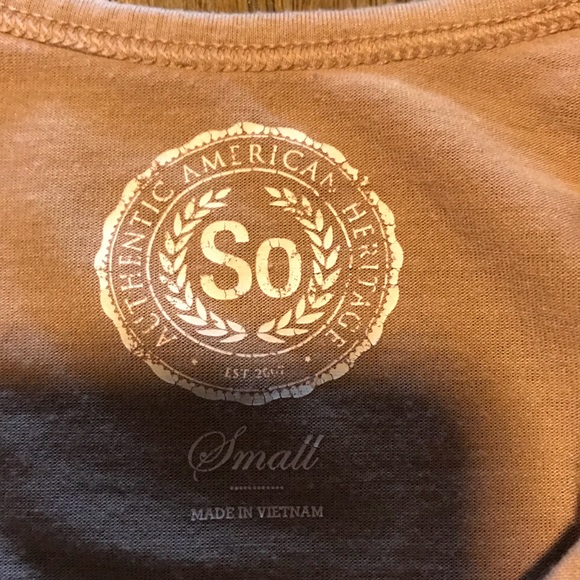 AUTHENTIC AMERICAN HERITAGE
So
EST
Small
MADE IN VIETNAM